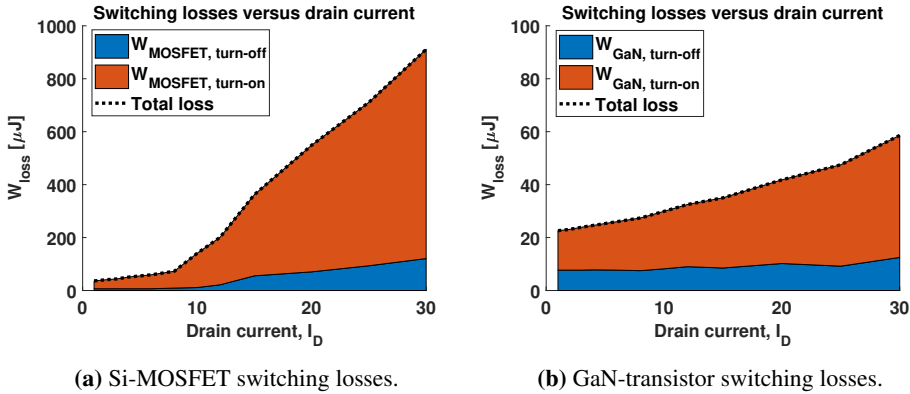 Switching losses versus drain current
1000
800
600
400
200
0
W_loss [μJ]
W_MOSFET, turn-off
W_MOSFET, turn-on
Total loss
0 10 20 30
Drain current, I_D
(a) Si-MOSFET switching losses.
Switching losses versus drain current
100
80
60
40
20
0
W_loss [μJ]
W_GaN, turn-off
W_GaN, turn-on
Total loss
0 10 20 30
Drain current, I_D
(b) GaN-transistor switching losses.